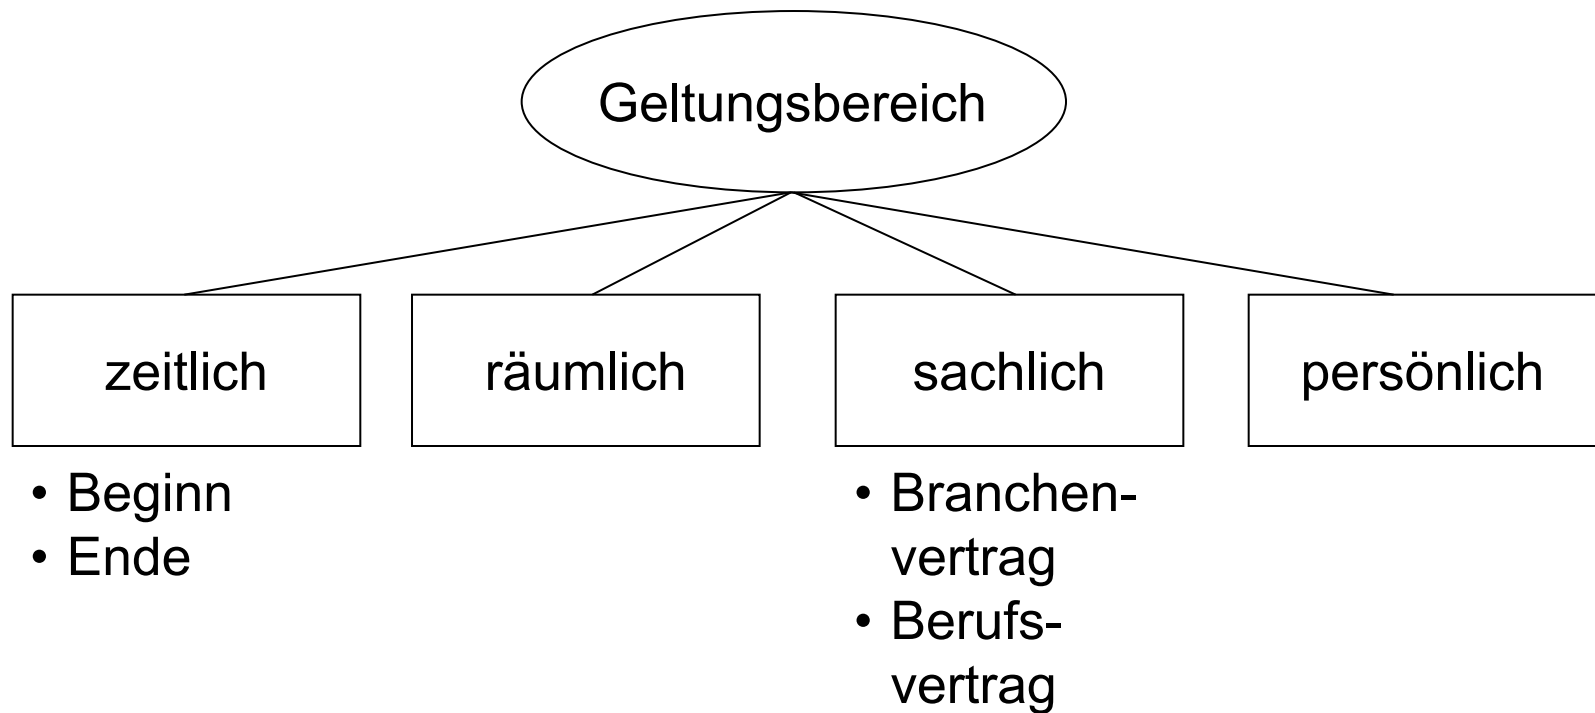 Geltungsbereich
zeitlich
räumlich
sachlich
persönlich
• Beginn
• Ende
• Branchen-
vertrag
• Berufs-
vertrag